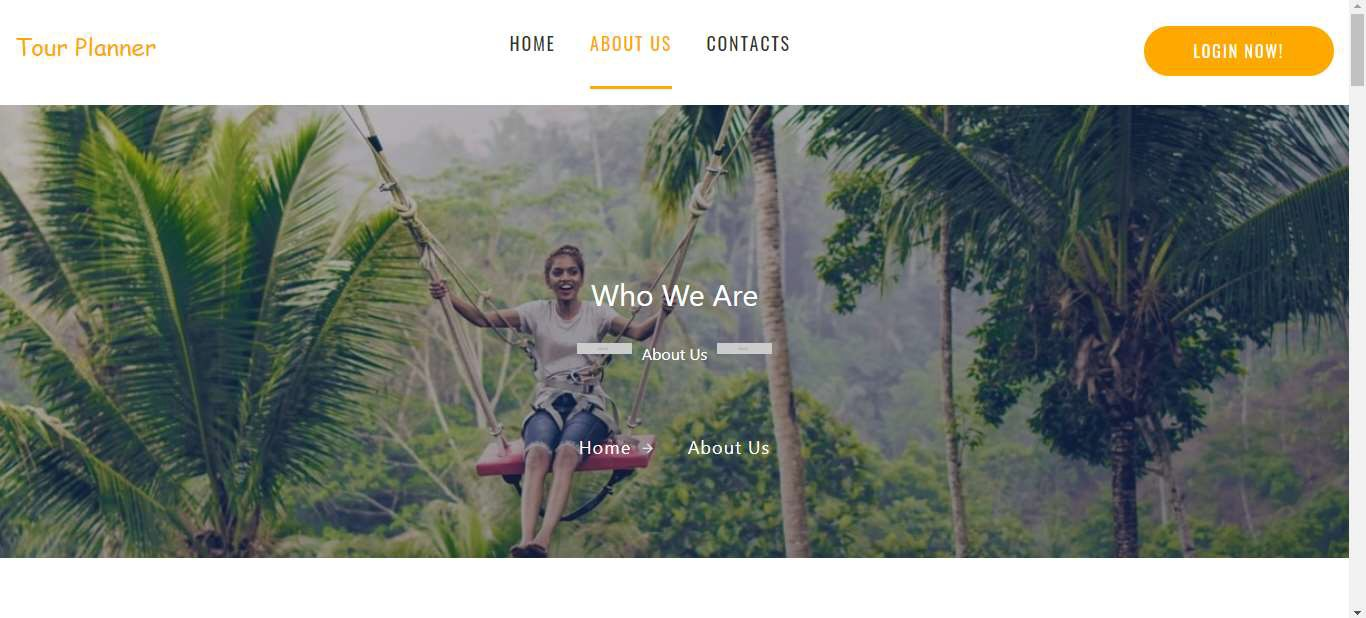 Tour Planner
HOME
ABOUT US
CONTACTS
LOGIN NOW!
Who We Are
About Us
Home → About Us